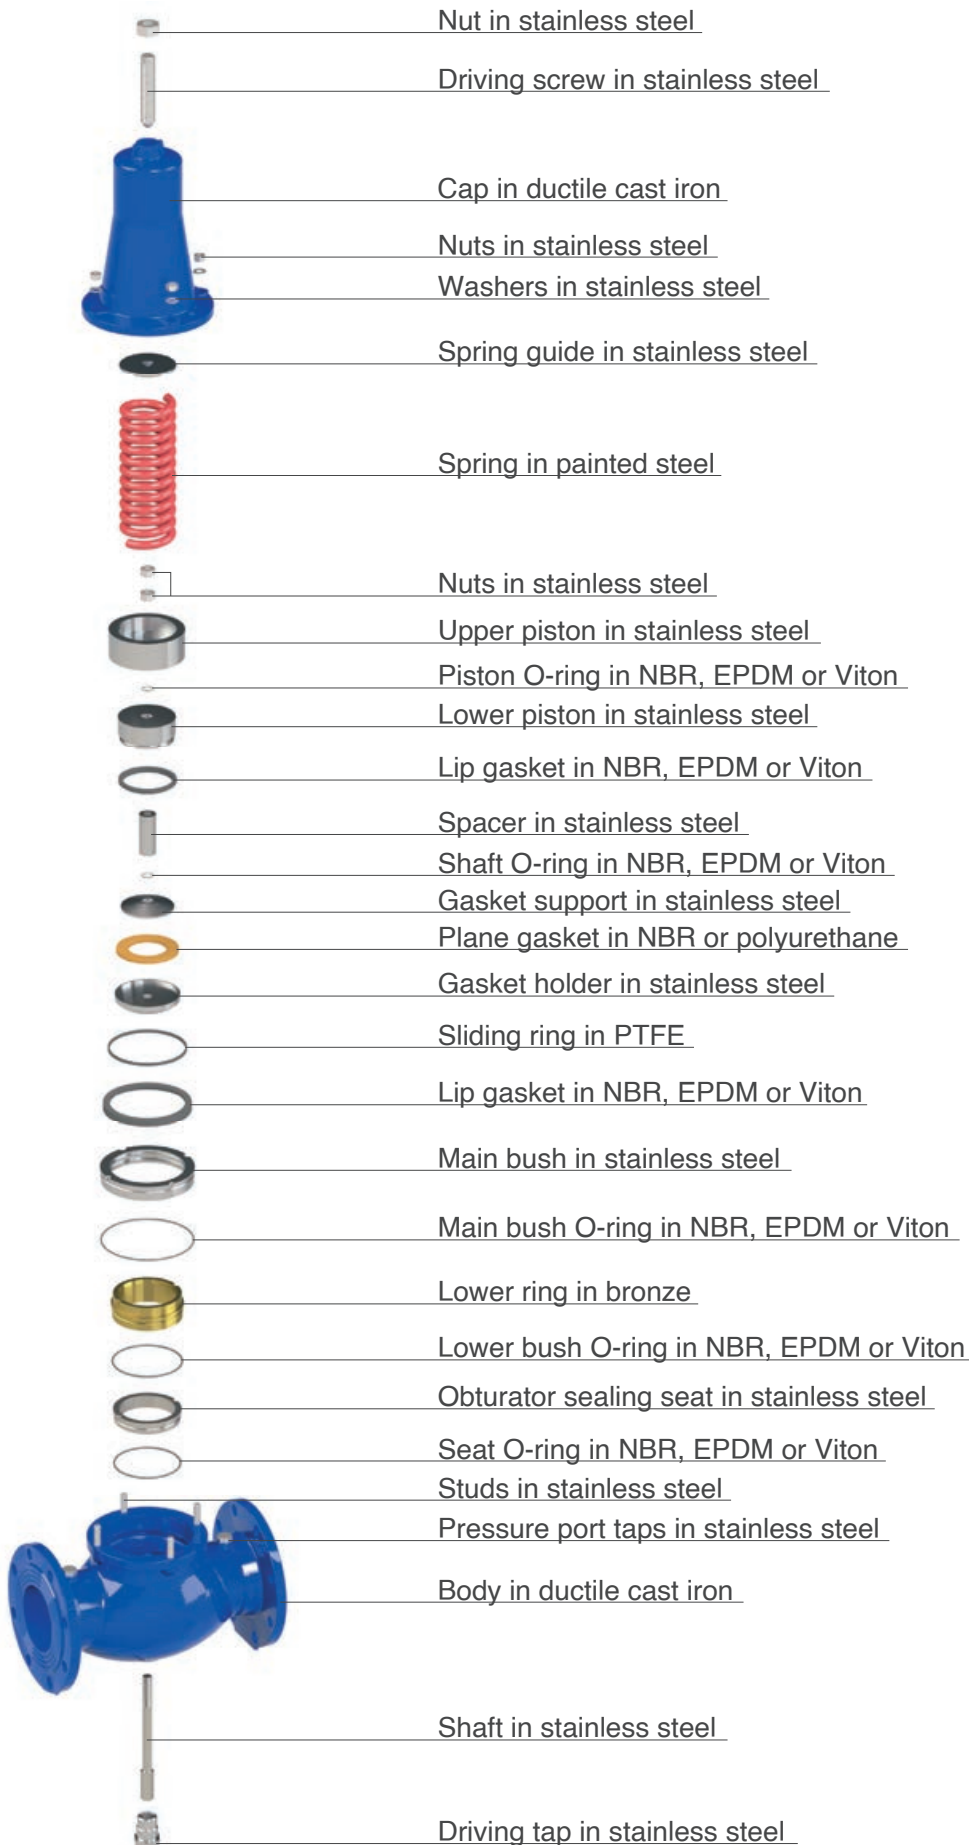 Nut in stainless steel
Driving screw in stainless steel
Cap in ductile cast iron
Nuts in stainless steel
Washers in stainless steel
Spring guide in stainless steel
Spring in painted steel
Nuts in stainless steel
Upper piston in stainless steel
Piston O-ring in NBR, EPDM or Viton
Lower piston in stainless steel
Lip gasket in NBR, EPDM or Viton
Spacer in stainless steel
Shaft O-ring in NBR, EPDM or Viton
Gasket support in stainless steel
Plane gasket in NBR or polyurethane
Gasket holder in stainless steel
Sliding ring in PTFE
Lip gasket in NBR, EPDM or Viton
Main bush in stainless steel
Main bush O-ring in NBR, EPDM or Viton
Lower ring in bronze
Lower bush O-ring in NBR, EPDM or Viton
Obturator sealing seat in stainless steel
Seat O-ring in NBR, EPDM or Viton
Studs in stainless steel
Pressure port taps in stainless steel
Body in ductile cast iron
Shaft in stainless steel
Driving tap in stainless steel